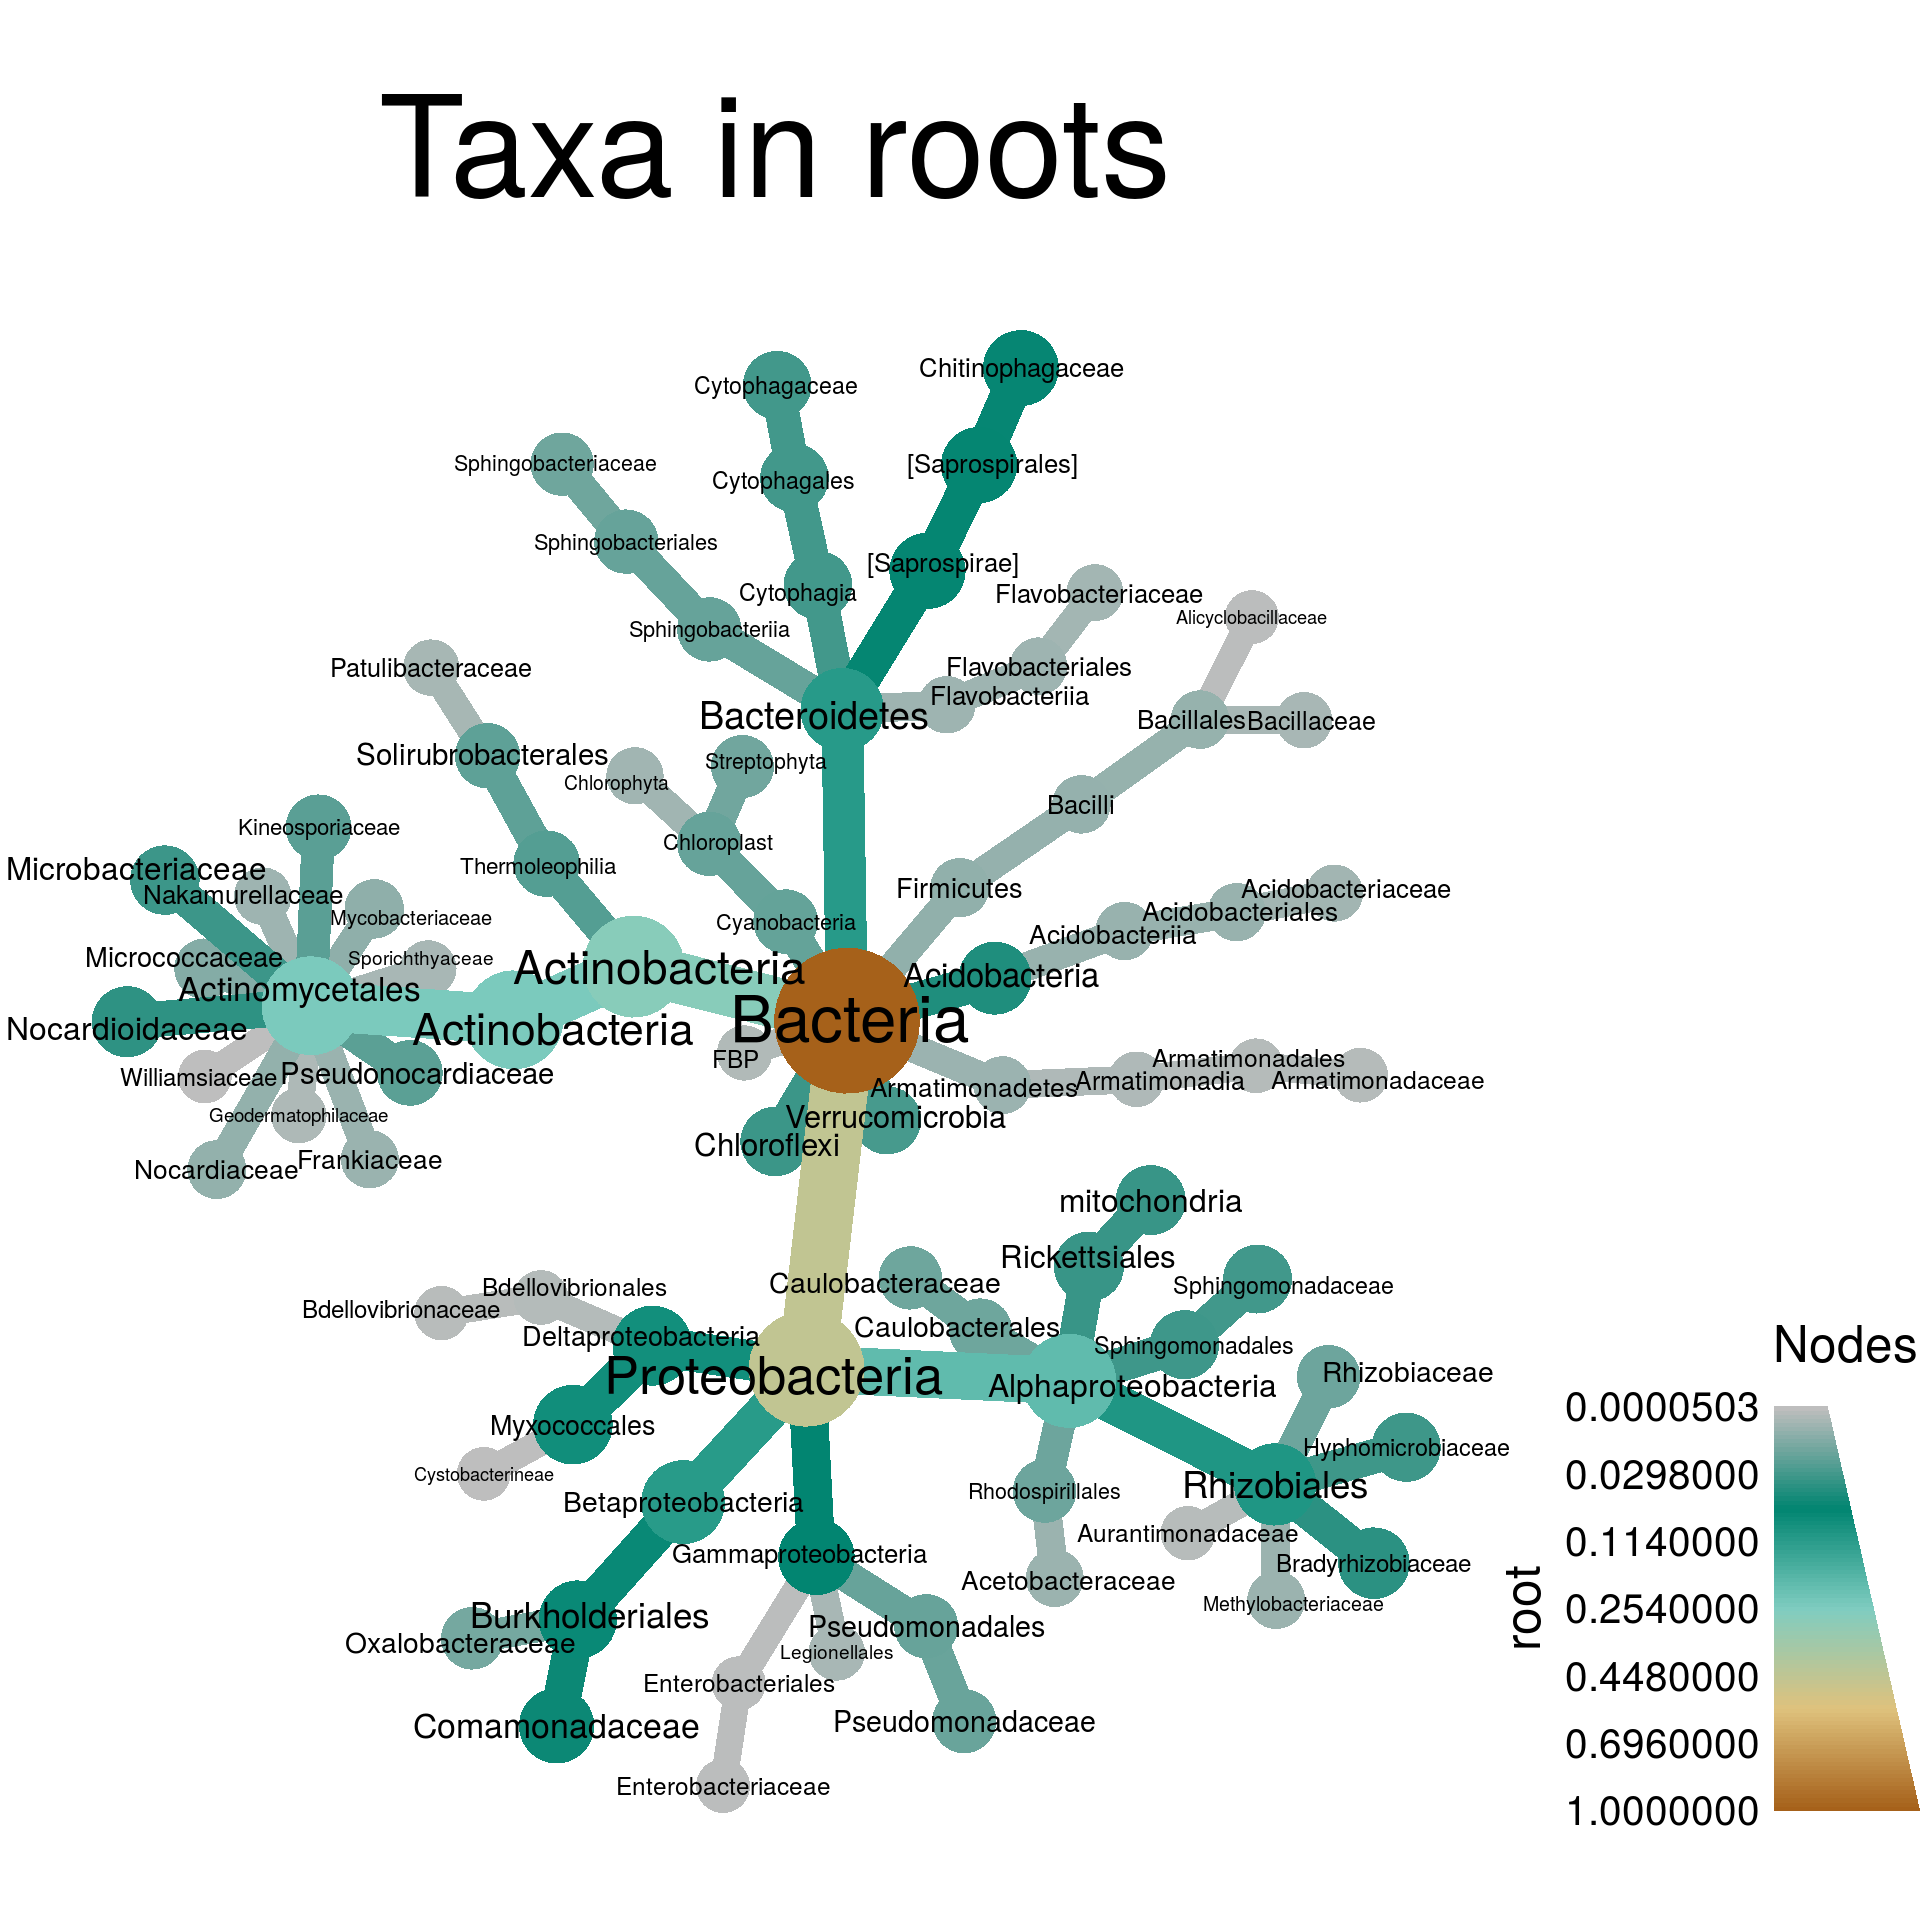 Taxa in roots
Chitinophagaceae
Cytophagaceae
Sphingobacteriaceae
[Saprospirales]
Cytophagales
Sphingobacteriales
[Saprospirae]
Cytophagia
Flavobacteriaceae
Alicyclobacillaceae
Sphingobacteriia
Patulibacteraceae
Flavobacteriales
Flavobacteriia
Bacteroidetes
Bacillales
Bacillaceae
Solirubrobacterales
Streptophyta
Chlorophyta
Bacilli
Kineosporiaceae
Chloroplast
Microbacteriaceae
Thermoleophilia
Nakamurellaceae
Firmicutes
Acidobacteriaceae
Mycobacteriaceae
Cyanobacteria
Acidobacteriales
Acidobacteriia
Micrococcaceae
Sporichthyaceae
Actinobacteria
Acidobacteria
Actinomycetales
Bacteria
Nocardioidaceae
Actinobacteria
FBP
Armatimonadales
Williamsiaceae
Pseudonocardiaceae
Armatimonadetes
Armatimonadia
Armatimonadaceae
Geodermatophilaceae
Verrucomicrobia
Chloroflexi
Nocardiaceae
Frankiaceae
mitochondria
Rickettsiales
Bdellovibrionales
Caulobacteraceae
Sphingomonadaceae
Bdellovibrionaceae
Deltaproteobacteria
Caulobacterales
Sphingomonadales
Proteobacteria
Alphaproteobacteria
Rhizobiaceae
Myxococcales
Hyphomicrobiaceae
Cystobacterineae
Rhodospirillales
Rhizobiales
Betaproteobacteria
Aurantimonadaceae
Gammaproteobacteria
Bradyrhizobiaceae
Acetobacteraceae
Methylobacteriaceae
Burkholderiales
Pseudomonadales
Oxalobacteraceae
Legionellales
Enterobacteriales
Comamonadaceae
Pseudomonadaceae
Enterobacteriaceae
Nodes
root
0.0000503
0.0298000
0.1140000
0.2540000
0.4480000
0.6960000
1.0000000